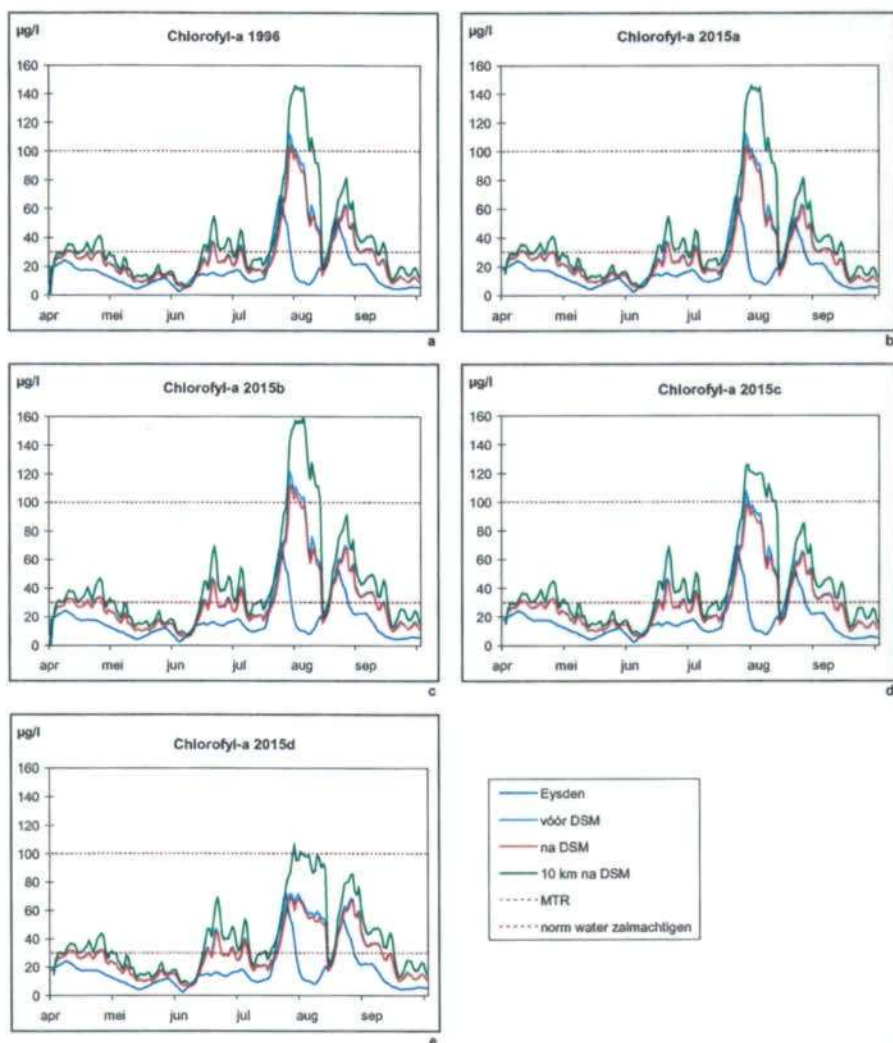 µg/l
Chlorofyl-a 1996
160
140
120
100
80
60
40
20
0
apr mei jun jul aug sep
a
µg/l
Chlorofyl-a 2015a
160
140
120
100
80
60
40
20
0
apr mei jun jul aug sep
b
µg/l
Chlorofyl-a 2015b
160
140
120
100
80
60
40
20
0
apr mei jun jul aug sep
c
µg/l
Chlorofyl-a 2015c
160
140
120
100
80
60
40
20
0
apr mei jun jul aug sep
d
µg/l
Chlorofyl-a 2015d
160
140
120
100
80
60
40
20
0
apr mei jun jul aug sep
e
Eysden
vóór DSM
na DSM
10 km na DSM
MTR
norm water zalmachtigen